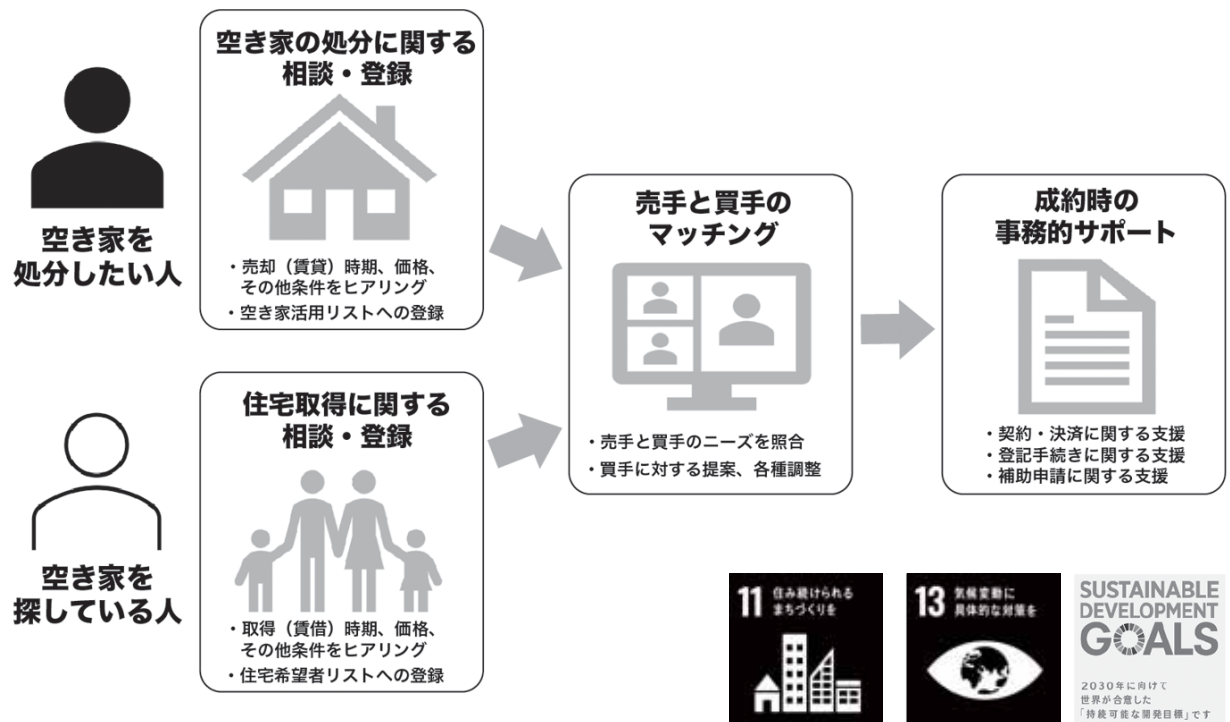 空き家を
処分したい人
空き家の処分に関する
相談・登録
・売却（賃貸）時期、価格、
その他条件をヒアリング
・空き家活用リストへの登録
空き家を
探している人
住宅取得に関する
相談・登録
・取得（賃借）時期、価格、
その他条件をヒアリング
・住宅希望者リストへの登録
売手と買手の
マッチング
・売手と買手のニーズを照合
・買手に対する提案、各種調整
成約時の
事務的サポート
・契約・決済に関する支援
・登記手続きに関する支援
・補助申請に関する支援
11 住み続けられる
まちづくりを
13 気候変動に
具体的な対策を
SUSTAINABLE
DEVELOPMENT
GOALS
2030年に向けて
世界が合意した
「持続可能な開発目標」です